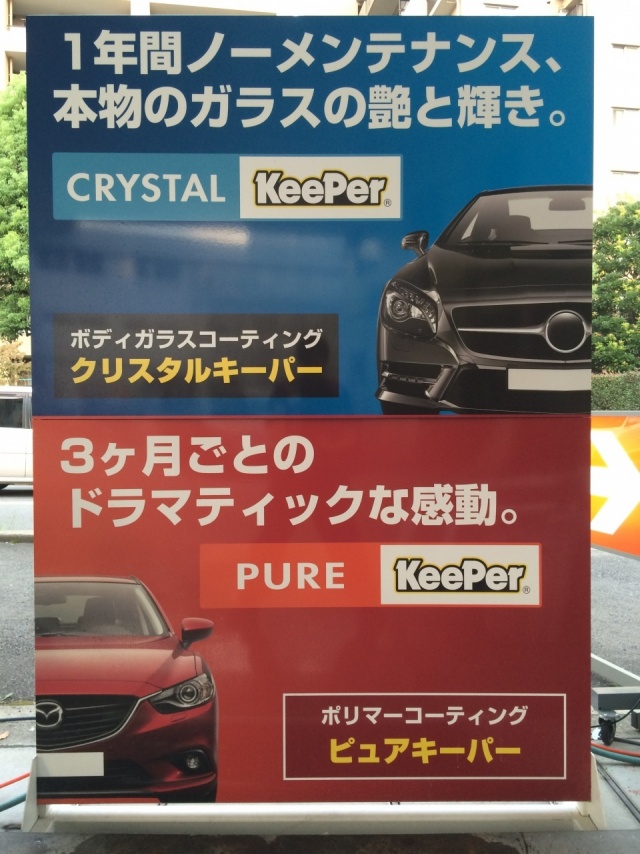 1年間ノーメンテナンス、
本物のガラスの艶と輝き。
CRYSTAL KeePer®
ボディガラスコーティング
クリスタルキーパー
3ヶ月ごとの
ドラマティックな感動。
PURE KeePer®
ポリマーコーティング
ピュアキーパー